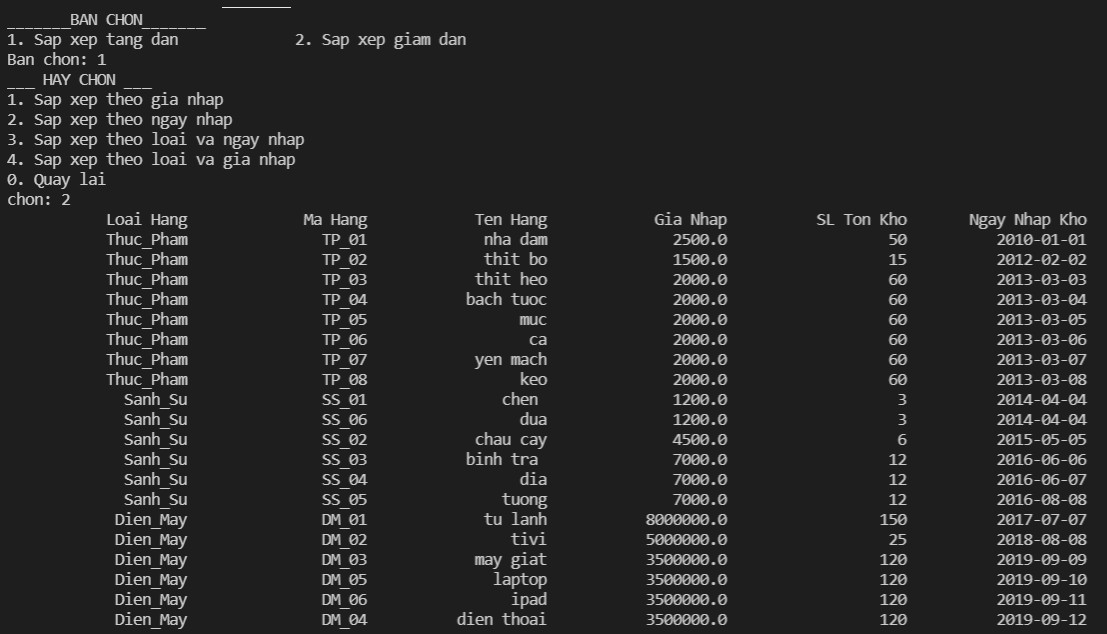 _______BAN CHON_______
1. Sap xep tang dan             2. Sap xep giam dan
Ban chon: 1
___ HAY CHON ___
1. Sap xep theo gia nhap
2. Sap xep theo ngay nhap
3. Sap xep theo loai va ngay nhap
4. Sap xep theo loai va gia nhap
0. Quay lai
chon: 2
Loai Hang Ma Hang Ten Hang Gia Nhap SL Ton Kho Ngay Nhap Kho
Thuc_Pham TP_01 nha dam 2500.0 50 2010-01-01
Thuc_Pham TP_02 thit bo 1500.0 15 2012-02-02
Thuc_Pham TP_03 thit heo 2000.0 60 2013-03-03
Thuc_Pham TP_04 bach tuoc 2000.0 60 2013-03-04
Thuc_Pham TP_05 muc 2000.0 60 2013-03-05
Thuc_Pham TP_06 ca 2000.0 60 2013-03-06
Thuc_Pham TP_07 yen mach 2000.0 60 2013-03-07
Thuc_Pham TP_08 keo 2000.0 60 2013-03-08
Sanh_Su SS_01 chen 1200.0 3 2014-04-04
Sanh_Su SS_06 dua 1200.0 3 2014-04-04
Sanh_Su SS_02 chau cay 4500.0 6 2015-05-05
Sanh_Su SS_03 binh tra 7000.0 12 2016-06-06
Sanh_Su SS_04 dia 7000.0 12 2016-06-07
Sanh_Su SS_05 tuong 7000.0 12 2016-08-08
Dien_May DM_01 tu lanh 8000000.0 150 2017-07-07
Dien_May DM_02 tivi 5000000.0 25 2018-08-08
Dien_May DM_03 may giat 3500000.0 120 2019-09-09
Dien_May DM_05 laptop 3500000.0 120 2019-09-10
Dien_May DM_06 ipad 3500000.0 120 2019-09-11
Dien_May DM_04 dien thoai 3500000.0 120 2019-09-12